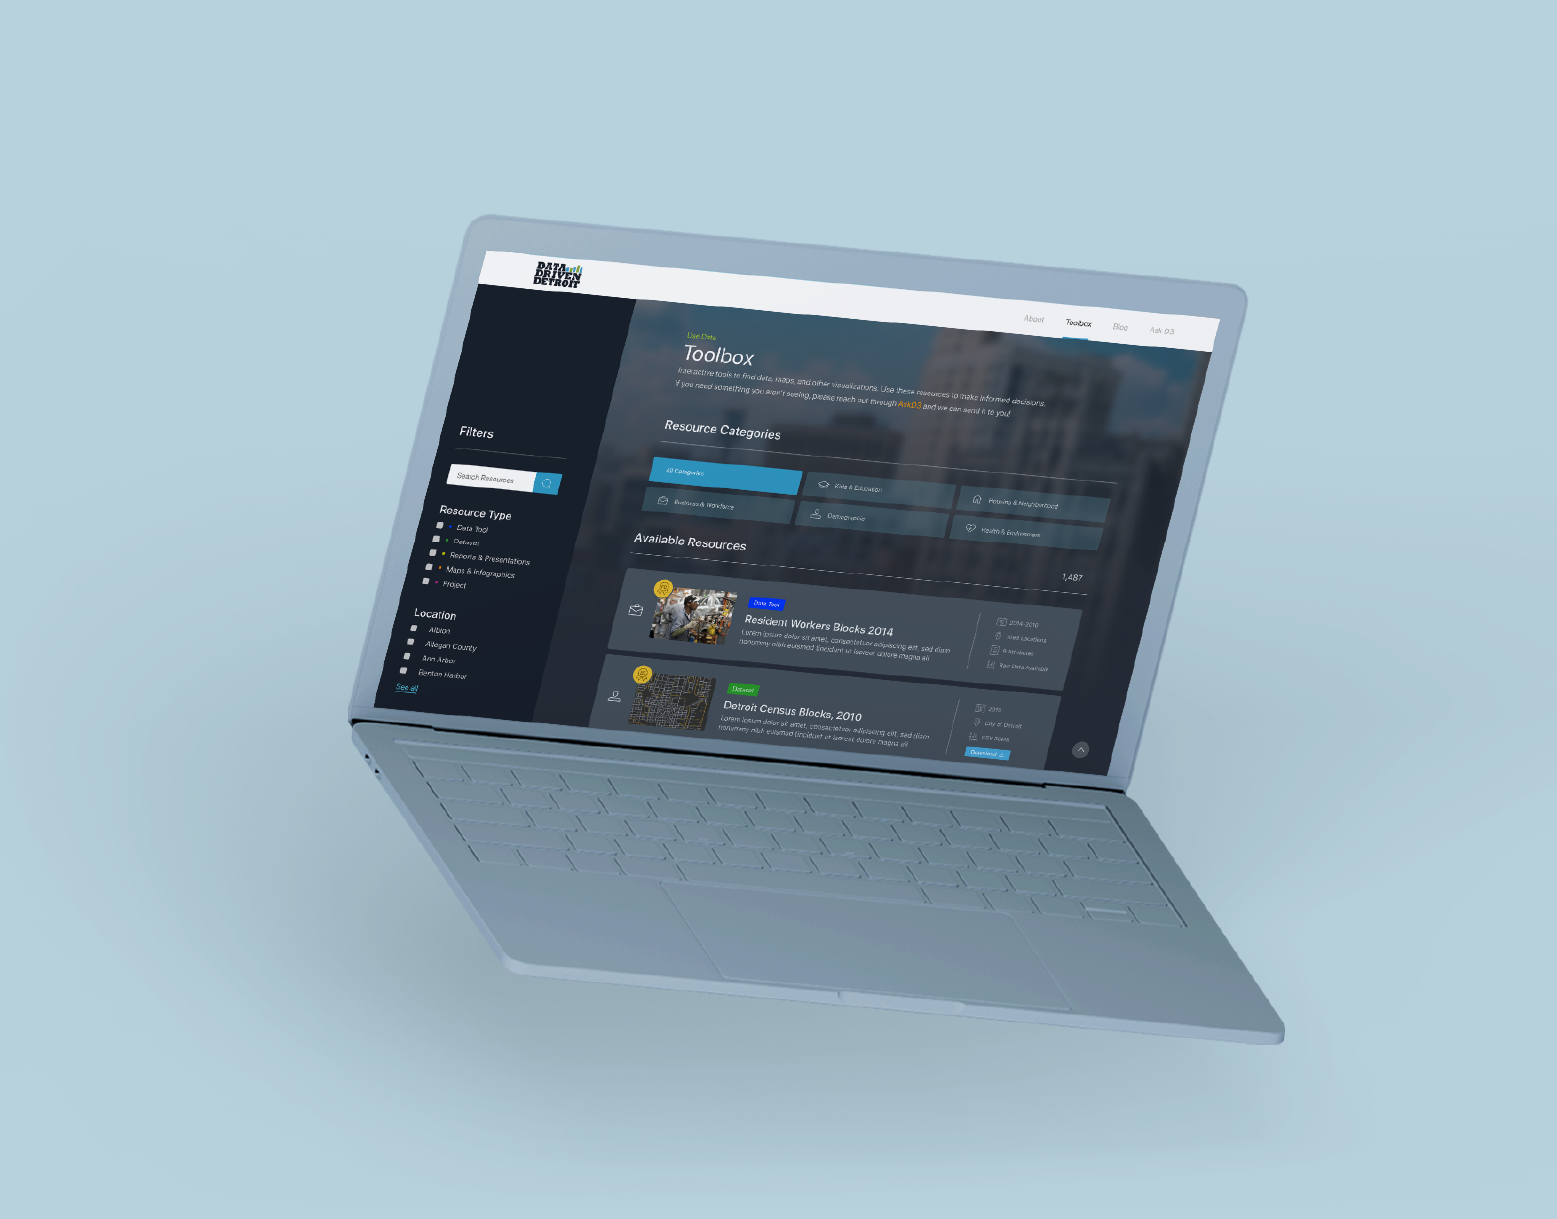 DATA
DRIVEN
DETROIT
About
Toolbox
Blog
Ask D3
Use Data
Toolbox
Interactive tools to find data, maps, and other visualizations. Use these resources to make informed decisions.
If you need something you aren't seeing, please reach out through AskD3 and we can send it to you!
Filters
Search Resources
Resource Type
Data Tool
Dataset
Reports & Presentations
Maps & Infographics
Project
Location
Albion
Allegan County
Ann Arbor
Benton Harbor
See all
Resource Categories
All Categories
Kids & Education
Housing & Neighborhood
Business & Workforce
Demographic
Health & Environment
Available Resources
1,487
Data Tool
Resident Workers Blocks 2014
Lorem ipsum dolor sit amet, consectetuer adipiscing elit, sed diam
nonummy nibh euismod tincidunt ut laoreet dolore magna ali
2014-2016
Locations
Raw Data Available
Dataset
Detroit Census Blocks, 2010
Lorem ipsum dolor sit amet, consectetuer adipiscing elit, sed diam
nonummy nibh euismod tincidunt ut laoreet dolore magna ali
City of Detroit
Download